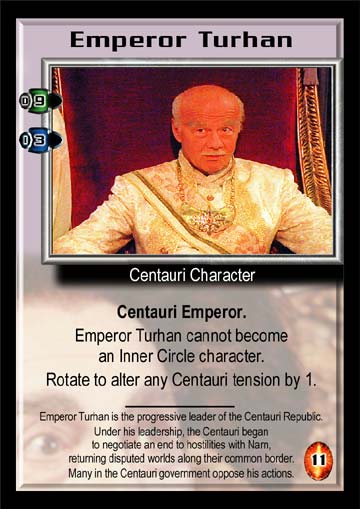 Emperor Turhan
09
03
Centauri Character
Centauri Emperor.
Emperor Turhan cannot become
an Inner Circle character.
Rotate to alter any Centauri tension by 1.
Emperor Turhan is the progressive leader of the Centauri Republic.
Under his leadership, the Centauri began
to negotiate an end to hostilities with Narn,
returning disputed worlds along their common border.
Many in the Centauri government oppose his actions.
11